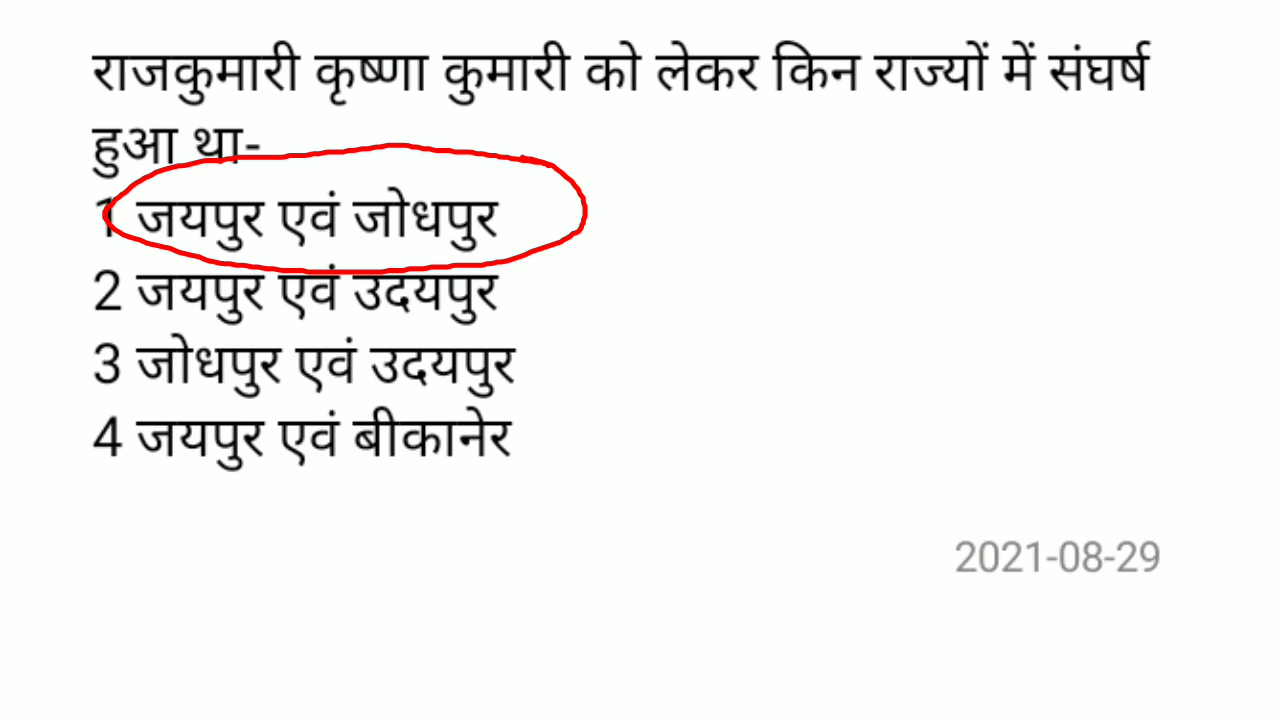 राजकुमारी कृष्णा कुमारी को लेकर किन राज्यों में संघर्ष
हुआ था-
1 जयपुर एवं जोधपुर
2 जयपुर एवं उदयपुर
3 जोधपुर एवं उदयपुर
4 जयपुर एवं बीकानेर
2021-08-29